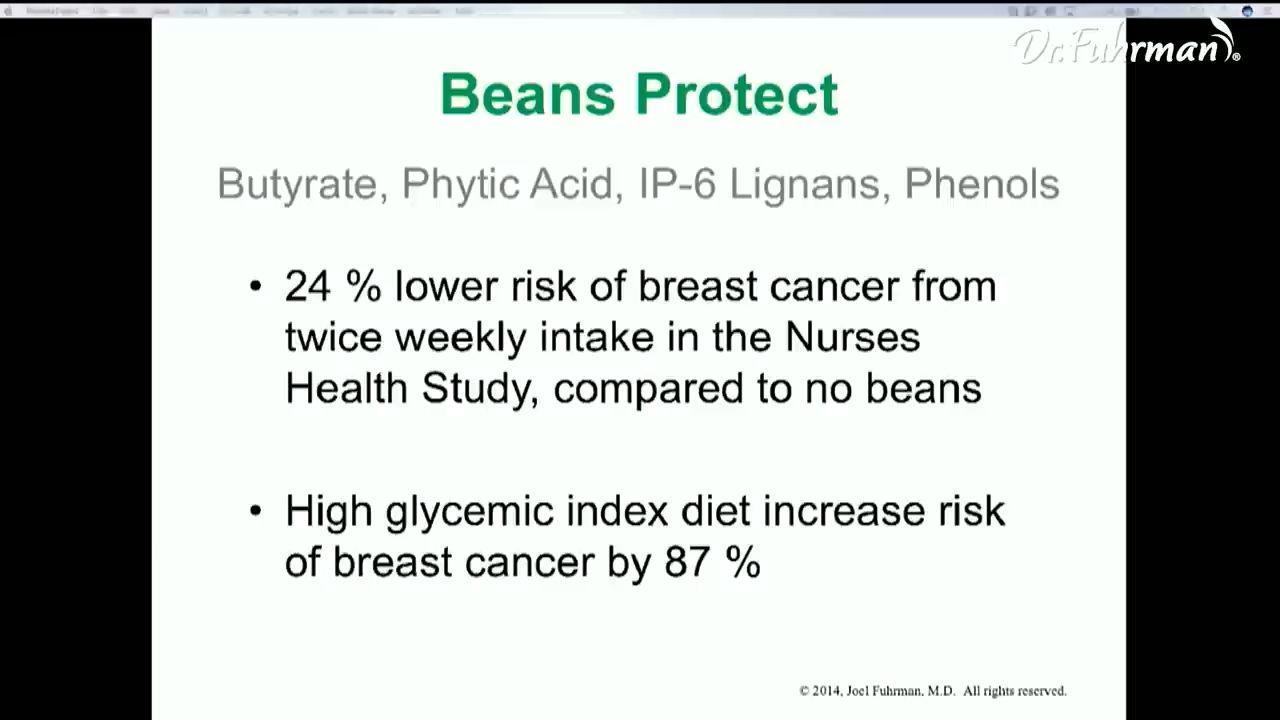 Dr.Fuhrman®
Beans Protect
Butyrate, Phytic Acid, IP-6 Lignans, Phenols
• 24 % lower risk of breast cancer from
twice weekly intake in the Nurses
Health Study, compared to no beans
• High glycemic index diet increase risk
of breast cancer by 87 %
© 2014, Joel Fuhrman, M.D. All rights reserved.